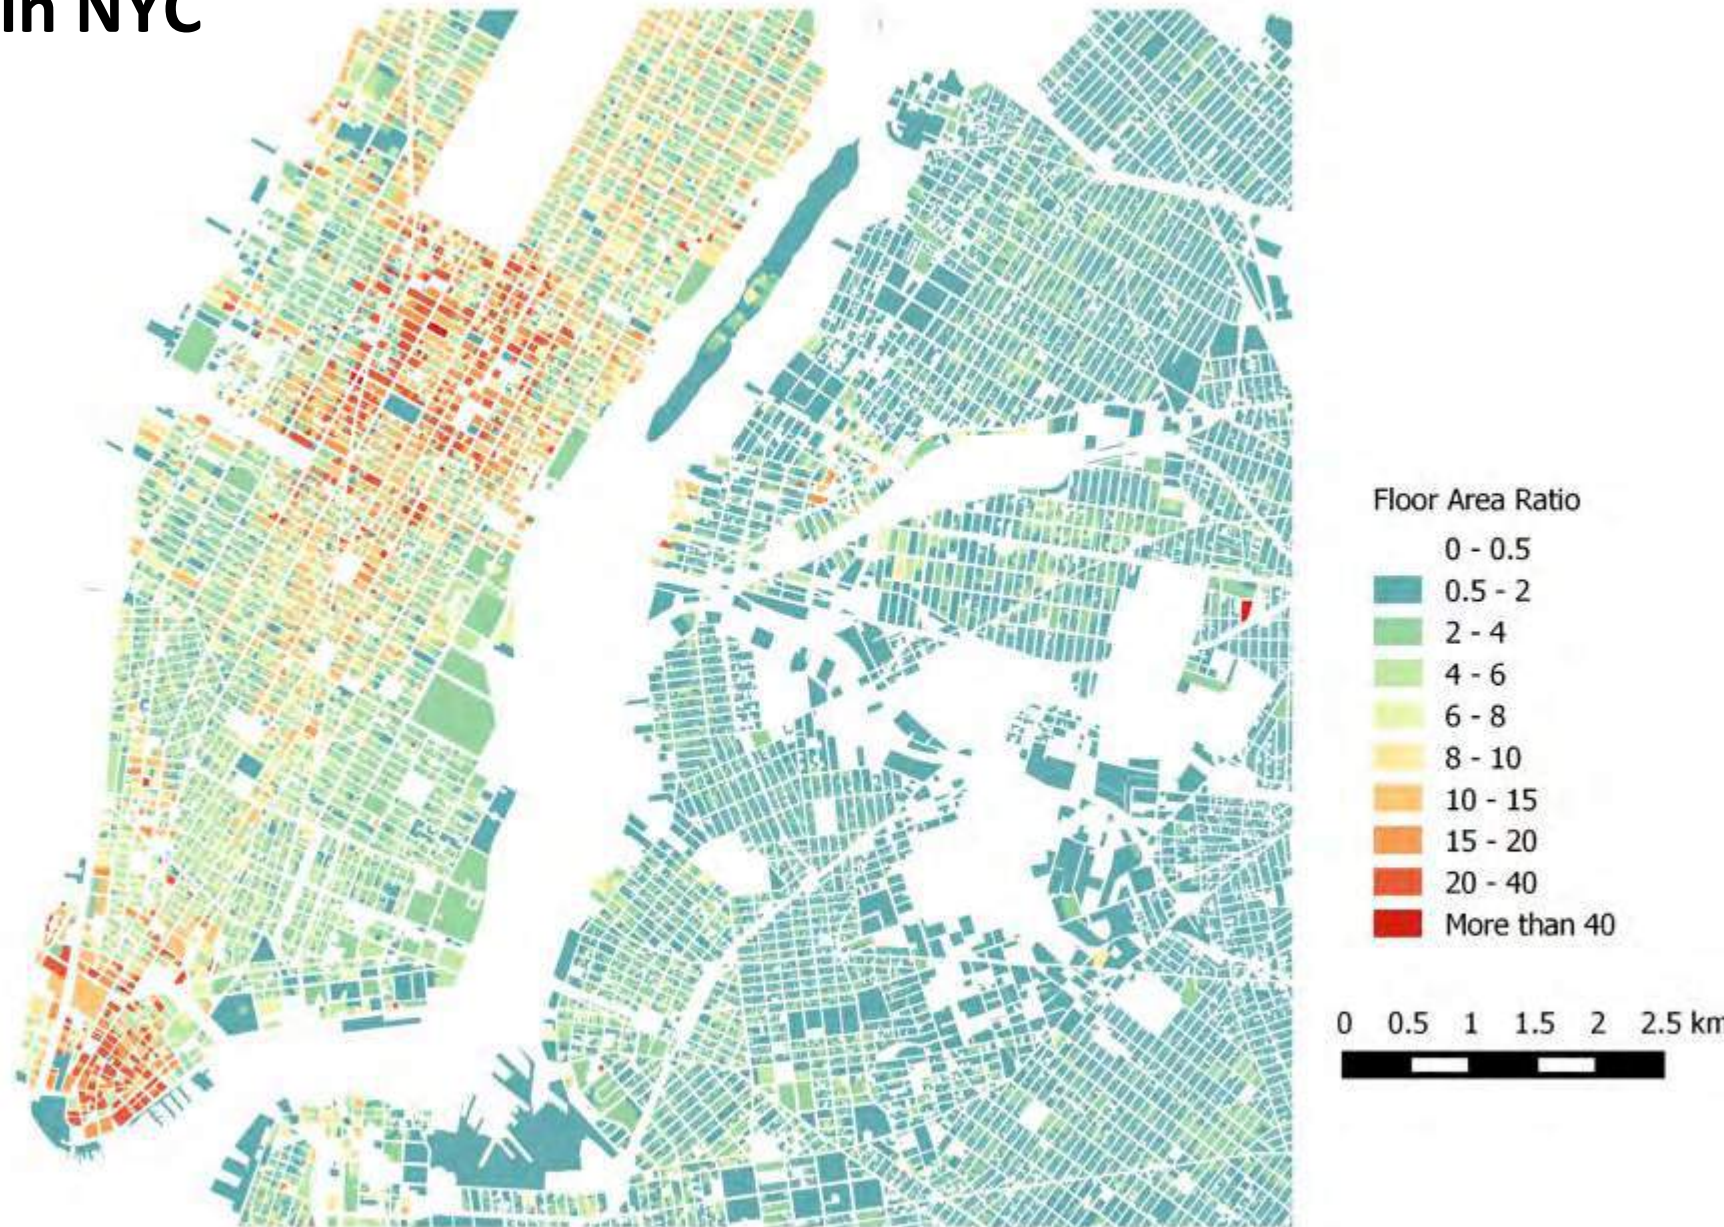 in NYC
Floor Area Ratio
0 - 0.5
0.5 - 2
2 - 4
4 - 6
6 - 8
8 - 10
10 - 15
15 - 20
20 - 40
More than 40
0 0.5 1 1.5 2 2.5 km